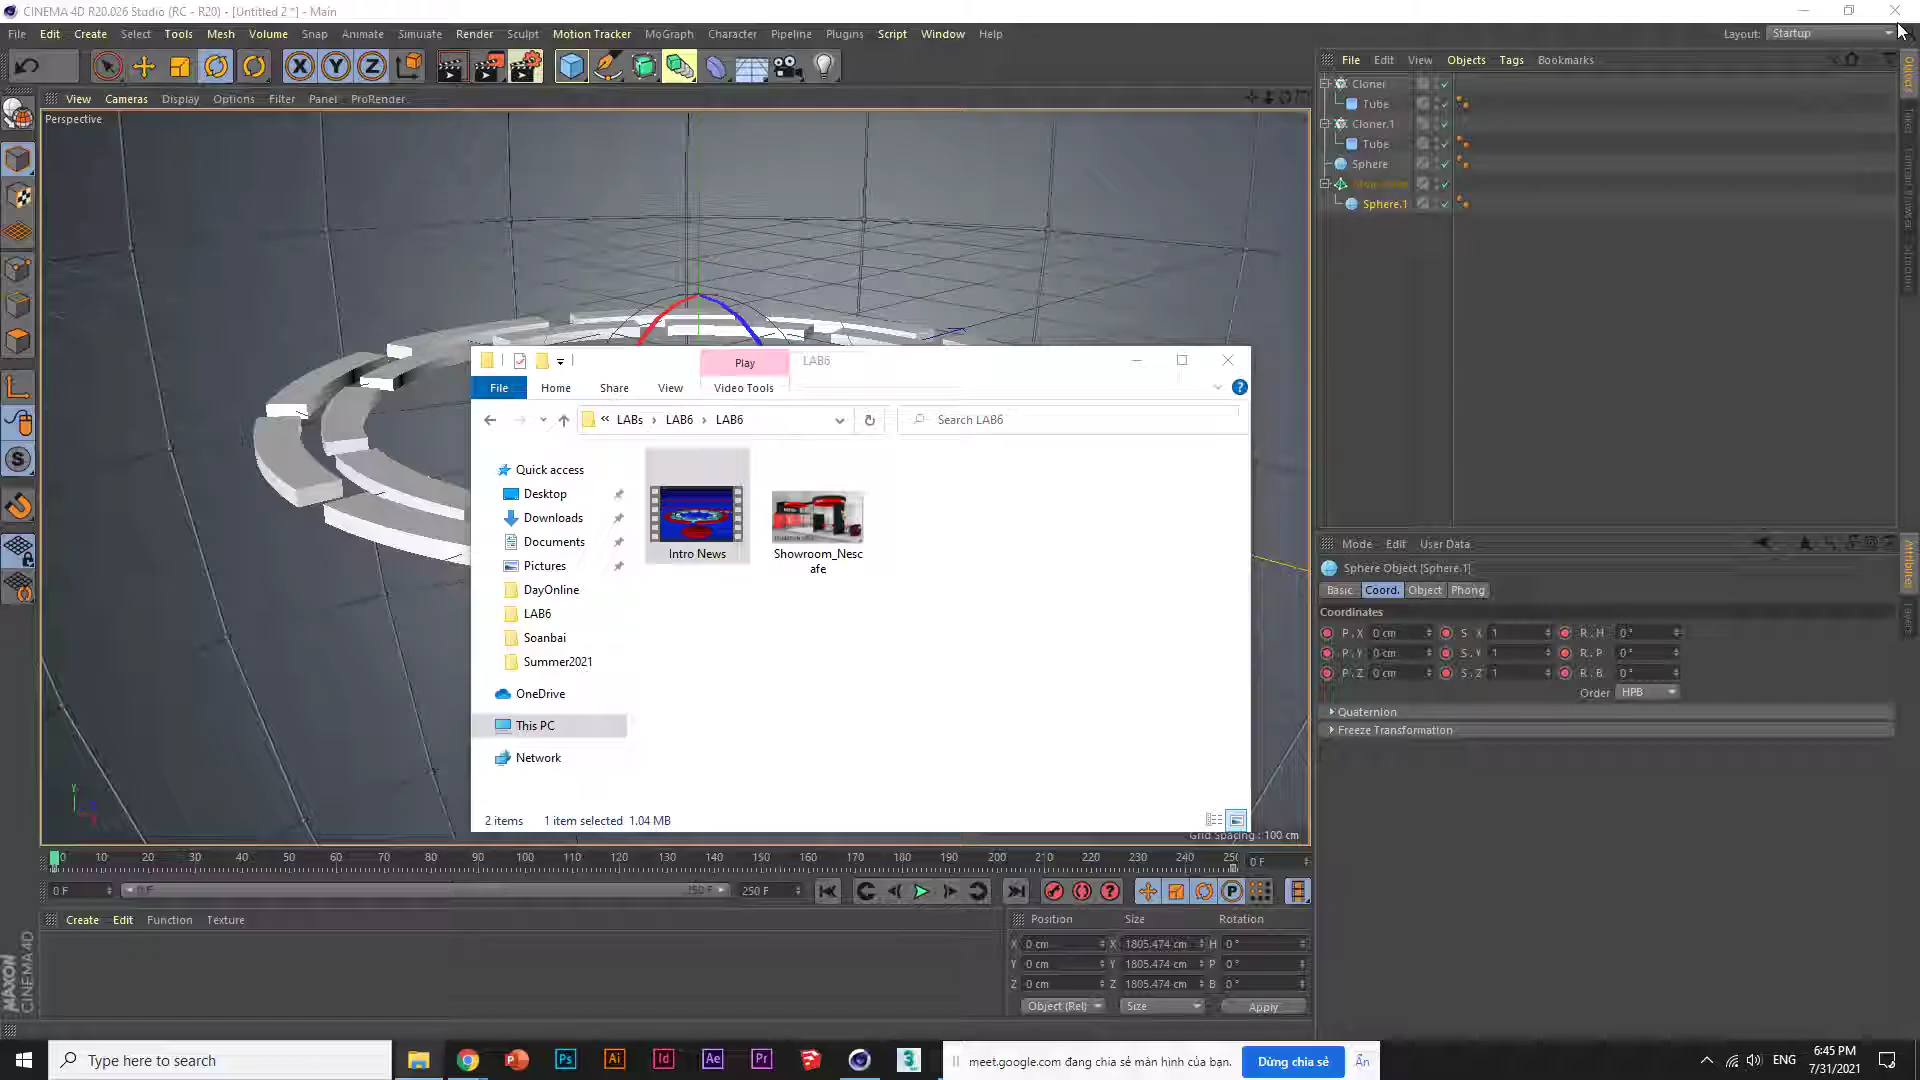 CINEMA 4D R20.026 Studio (RC - R20) - [Untitled 2 *] - Main
File Edit Create Select Tools Mesh Volume Snap Animate Simulate Render Sculpt Motion Tracker MoGraph Character Pipeline Plugins Script Window Help
Layout: Startup
View Cameras Display Options Filter Panel ProRender
Perspective
File Edit View Objects Tags Bookmarks
Cloner
Tube
Cloner.1
Tube
Sphere
Sphere.1
Objects
Takes
Play LAB6
File Home Share View Video Tools
LABs LAB6 LAB6
Search LAB6
Quick access
Desktop
Downloads
Documents
Pictures
DayOnline
LAB6
Soanbai
Summer2021
OneDrive
This PC
Network
Intro News
Showroom_Nesc
afe
2 items 1 item selected 1.04 MB
Grid Spacing : 100 cm
Mode Edit User Data
Sphere Object [Sphere.1]
Basic Coord. Object Phong
Coordinates
P . X 0 cm S . X 1 R . H 0 °
P . Y 0 cm S . Y 1 R . P 0 °
P . Z 0 cm S . Z 1 R . B 0 °
Order HPB
Quaternion
Freeze Transformation
Attributes
Layers
0 10 20 30 40 50 60 70 80 90 100 110 120 130 140 150 160 170 180 190 200 210 220 230 240 250 0 F
0 F 0 F 250 F 250 F
Create Edit Function Texture
Position Size Rotation
X 0 cm X 1805.474 cm H 0 °
Y 0 cm Y 1805.474 cm P 0 °
Z 0 cm Z 1805.474 cm B 0 °
Object (Rel) Size Apply
MAXON
CINEMA 4D
Type here to search
meet.google.com đang chia sẻ màn hình của bạn. Dừng chia sẻ Ẩn
ENG
6:45 PM
7/31/2021